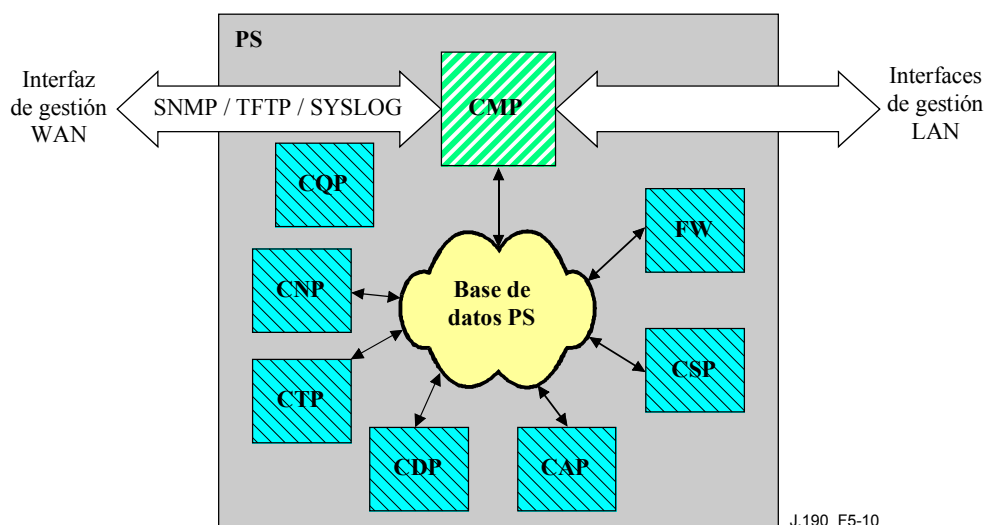 PS
Interfaz
de gestión
WAN
SNMP / TFTP / SYSLOG
CMP
Interfaces
de gestión
LAN
CQP
FW
CNP
Base de
datos PS
CTP
CSP
CDP
CAP
J.190_F5-10